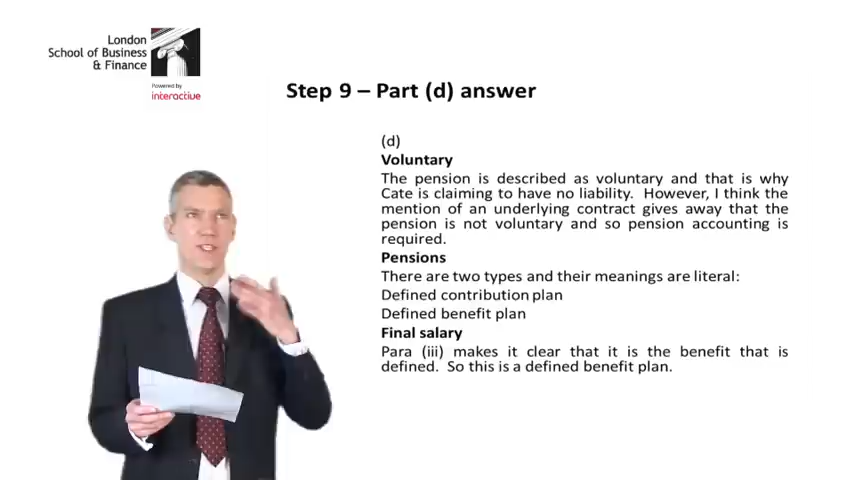 London
School of Business
& Finance
Powered by
interactive
Step 9 – Part (d) answer
(d)
Voluntary
The pension is described as voluntary and that is why
Cate is claiming to have no liability. However, I think the
mention of an underlying contract gives away that the
pension is not voluntary and so pension accounting is
required.
Pensions
There are two types and their meanings are literal:
Defined contribution plan
Defined benefit plan
Final salary
Para (iii) makes it clear that it is the benefit that is
defined. So this is a defined benefit plan.